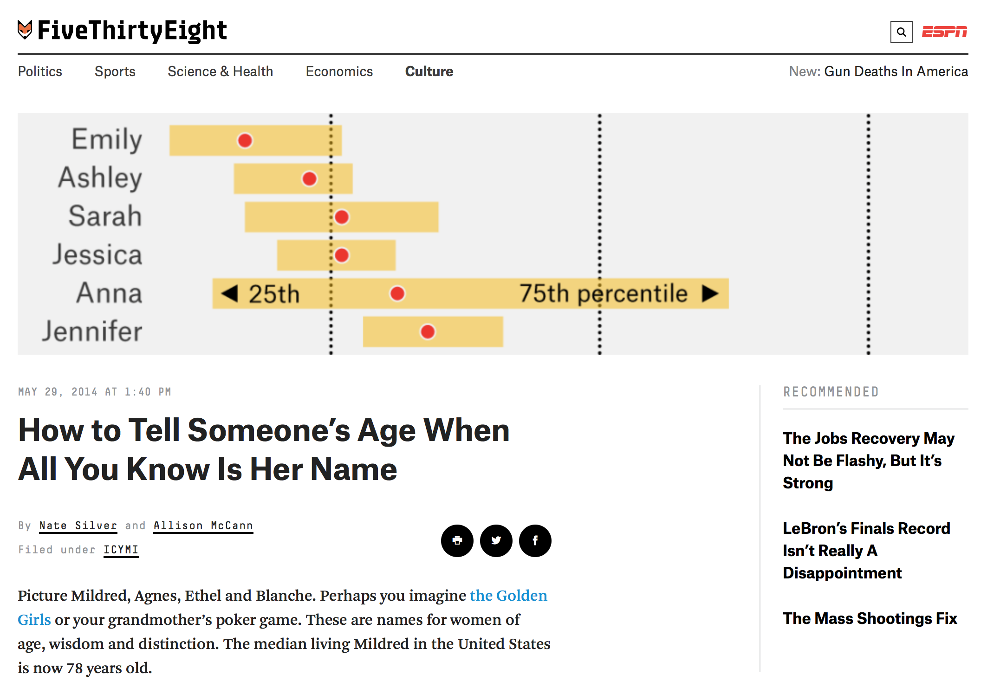 FiveThirtyEight
ESPN
Politics Sports Science & Health Economics Culture New: Gun Deaths In America
Emily
Ashley
Sarah
Jessica
Anna ◀ 25th 75th percentile ▶
Jennifer
MAY 29, 2014 AT 1:40 PM
How to Tell Someone’s Age When
All You Know Is Her Name
By Nate Silver and Allison McCann
Filed under ICYMI
Picture Mildred, Agnes, Ethel and Blanche. Perhaps you imagine the Golden
Girls or your grandmother’s poker game. These are names for women of
age, wisdom and distinction. The median living Mildred in the United States
is now 78 years old.
RECOMMENDED
The Jobs Recovery May
Not Be Flashy, But It’s
Strong
LeBron’s Finals Record
Isn’t Really A
Disappointment
The Mass Shootings Fix